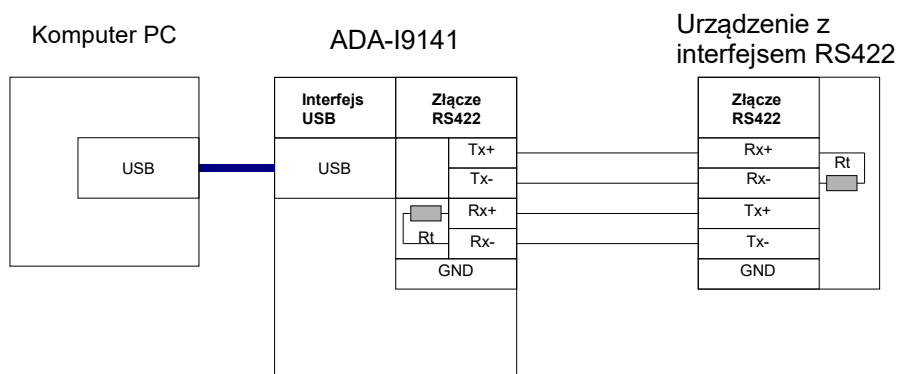 Komputer PC
ADA-I9141
Urządzenie z
interfejsem RS422
Interfejs
USB
Złącze
RS422
Złącze
RS422
USB
USB
Tx+
Tx-
Rx+
Rx-
Rt
GND
Rx+
Rx-
Tx+
Tx-
GND
Rt